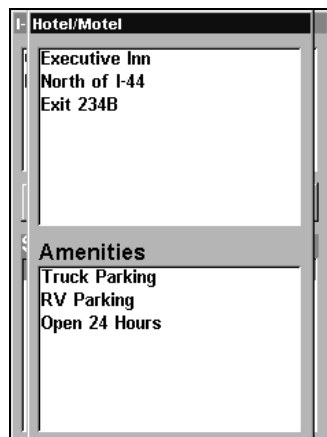 I-
Hotel/Motel
Executive Inn
North of I-44
Exit 234B
Amenities
Truck Parking
RV Parking
Open 24 Hours